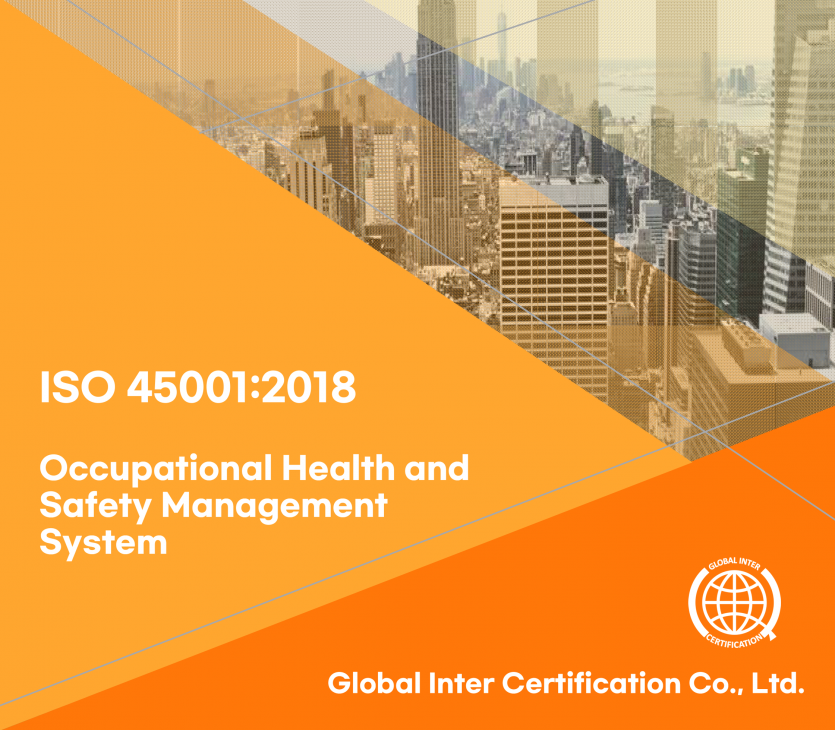 ISO 45001:2018
Occupational Health and
Safety Management
System
GLOBAL INTER
CERTIFICATION
Global Inter Certification Co., Ltd.